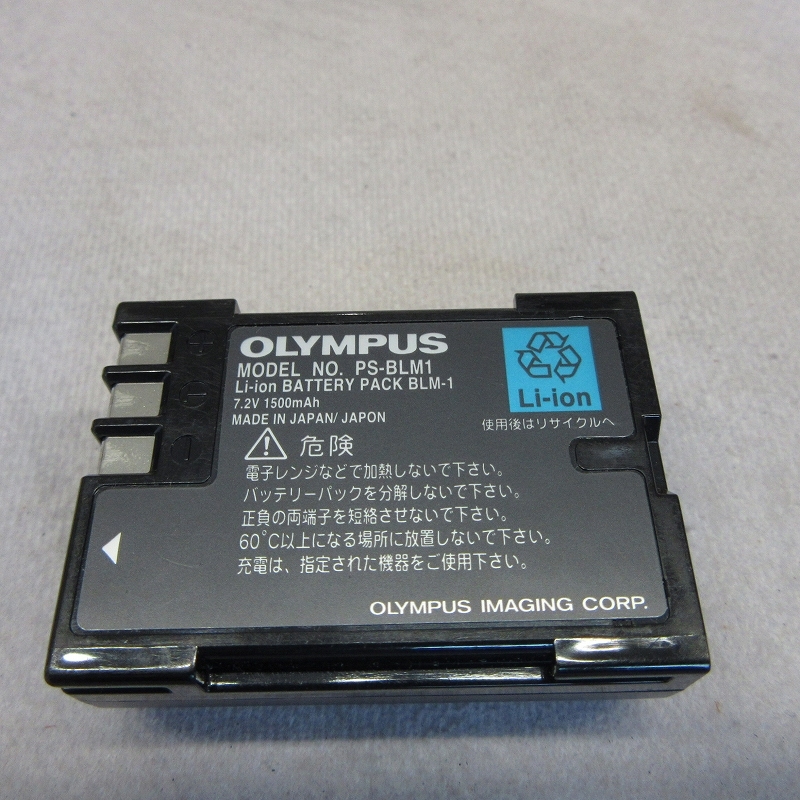 OLYMPUS
MODEL NO. PS-BLM1
Li-ion BATTERY PACK BLM-1
7.2V 1500mAh
MADE IN JAPAN/ JAPON
Li-ion
使用後はリサイクルへ
危険
電子レンジなどで加熱しないで下さい。
バッテリーパックを分解しないで下さい。
正負の両端子を短絡させないで下さい。
60°C以上になる場所に放置しないで下さい。
充電は、指定された機器をご使用下さい。
OLYMPUS IMAGING CORP.